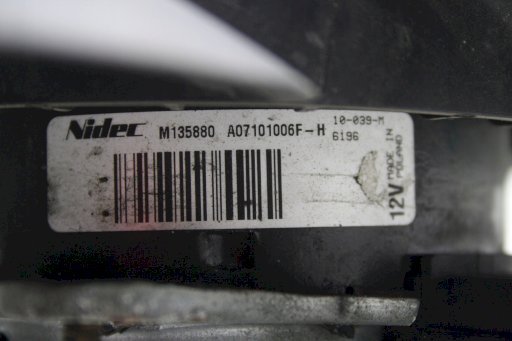 Nidec M135880 A07101006F-H
10-039-M
6196
12V MADE IN
POLAND